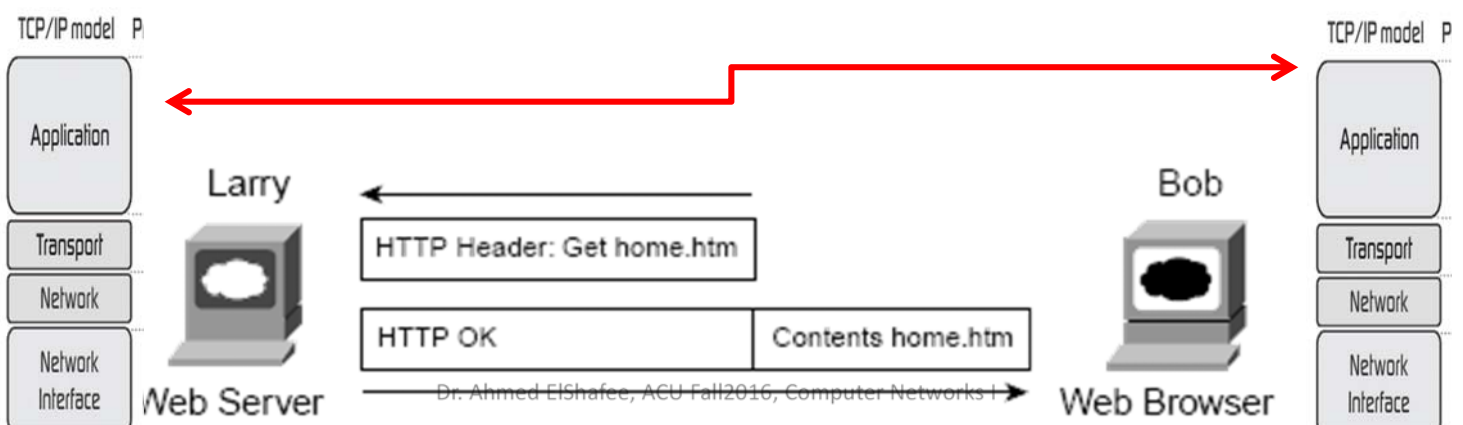 TCP/IP model P
Application
Transport
Network
Network
Interface
Larry
Web Server
HTTP Header: Get home.htm
HTTP OK
Contents home.htm
Dr. Ahmed ElShafee, ACU Fall2016, Computer Networks I
Bob
Web Browser
TCP/IP model P
Application
Transport
Network
Network
Interface